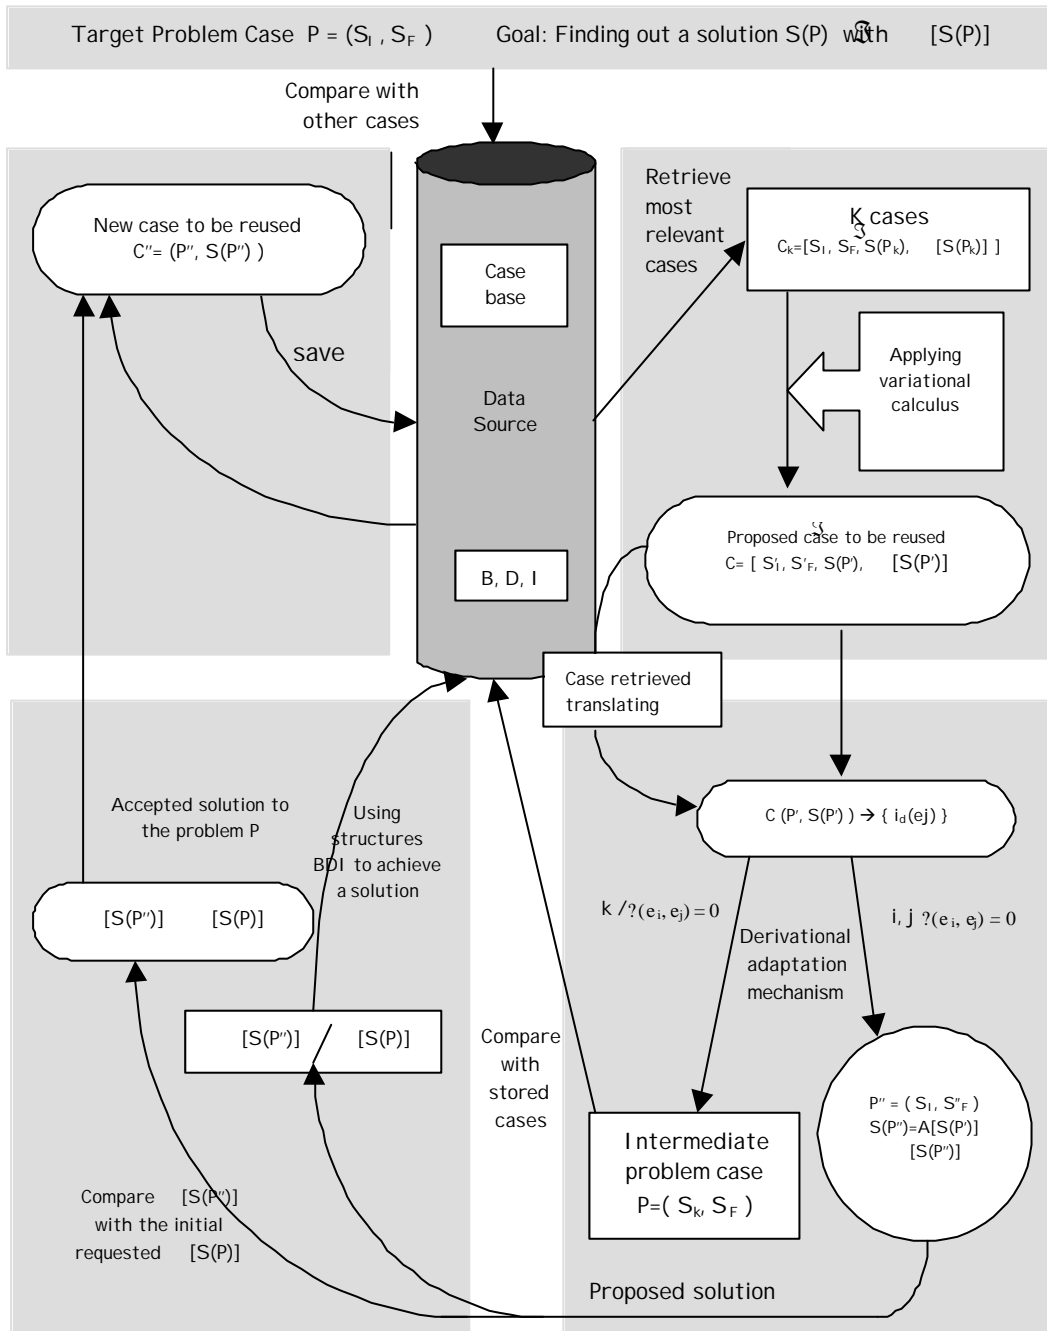 Target Problem Case P = (S_I , S_F ) Goal: Finding out a solution S(P) with ℑ [S(P)]
Compare with
other cases
New case to be reused
C''= (P'', S(P'') )
save
Case
base
Data
Source
B, D, I
Retrieve
most
relevant
cases
K cases
ℑ
C_k=[S_I, S_F, S(P_k), [S(P_k)] ]
Applying
variational
calculus
ℑ
Proposed case to be reused
C= [ S'_I, S'_F, S(P'), [S(P')]
Case retrieved
translating
C (P', S(P') ) → { i_d(ej) }
k /?(e_i, e_j) = 0
i, j ?(e_i, e_j) = 0
Derivational
adaptation
mechanism
Accepted solution to
the problem P
Using
structures
BDI to achieve
a solution
[S(P'')] [S(P)]
[S(P'')] / [S(P)]
Compare
with
stored
cases
Intermediate
problem case
P=( S_k, S_F )
P'' = ( S_I, S''_F )
S(P'')=A[S(P')]
[S(P'')]
Compare [S(P'')]
with the initial
requested [S(P)]
Proposed solution